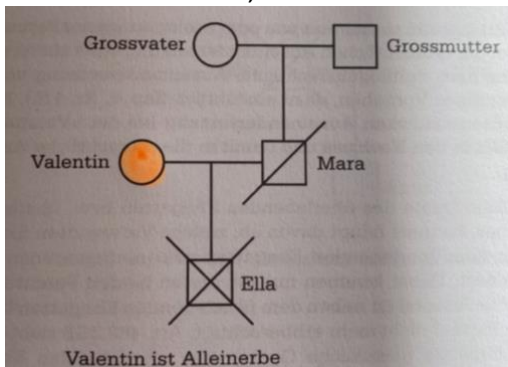 Grossvater
Grossmutter
Valentin
Mara
Ella
Valentin ist Alleinerbe